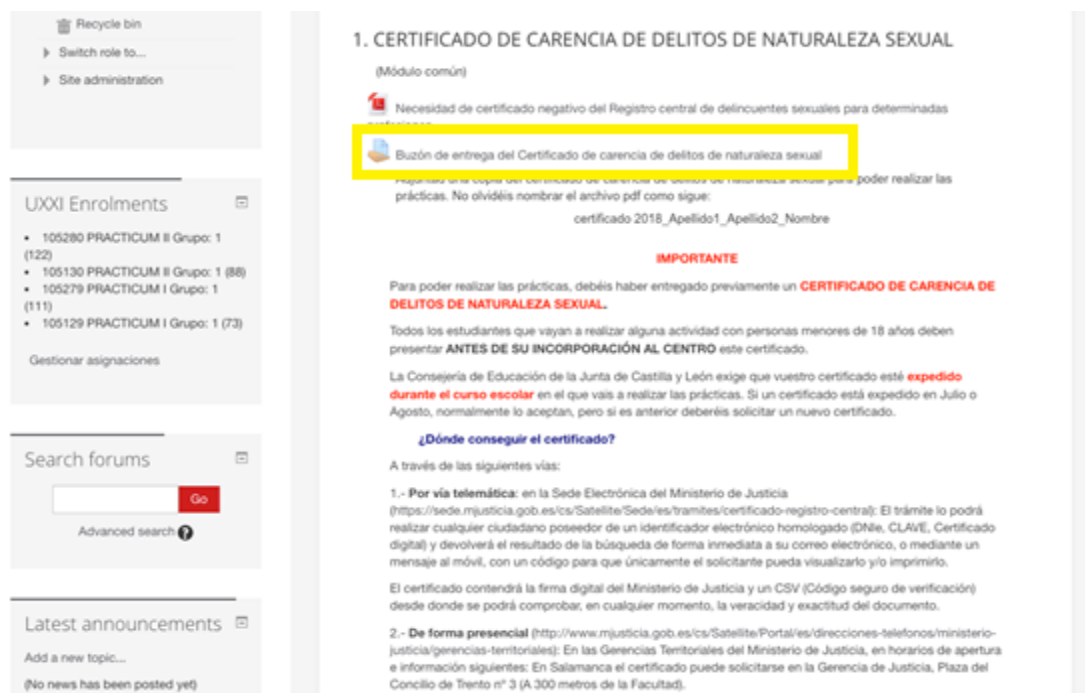 Recycle bin
Switch role to...
Site administration
UXXI Enrolments
105280 PRACTICUM II Grupo: 1
(122)
105130 PRACTICUM II Grupo: 1 (88)
105279 PRACTICUM I Grupo: 1
(111)
105129 PRACTICUM I Grupo: 1 (73)
Gestionar asignaciones
Search forums
Go
Advanced search
Latest announcements
Add a new topic...
(No news has been posted yet)
1. CERTIFICADO DE CARENCIA DE DELITOS DE NATURALEZA SEXUAL
(Módulo común)
Necesidad de certificado negativo del Registro central de delincuentes sexuales para determinadas
Buzón de entrega del Certificado de carencia de delitos de naturaleza sexual
Adjuntad una copia del certificado de carencia de delitos de naturaleza sexual para poder realizar las
prácticas. No olvidéis nombrar el archivo pdf como sigue:
certificado 2018_Apellido1_Apellido2_Nombre
IMPORTANTE
Para poder realizar las prácticas, debéis haber entregado previamente un CERTIFICADO DE CARENCIA DE
DELITOS DE NATURALEZA SEXUAL.
Todos los estudiantes que vayan a realizar alguna actividad con personas menores de 18 años deben
presentar ANTES DE SU INCORPORACIÓN AL CENTRO este certificado.
La Consejería de Educación de la Junta de Castilla y León exige que vuestro certificado esté expedido
durante el curso escolar en el que vais a realizar las prácticas. Si un certificado está expedido en Julio o
Agosto, normalmente lo aceptan, pero si es anterior deberéis solicitar un nuevo certificado.
¿Dónde conseguir el certificado?
A través de las siguientes vías:
1.- Por vía telemática: en la Sede Electrónica del Ministerio de Justicia
(https://sede.mjusticia.gob.es/cs/Satellite/Sede/es/tramites/certificado-registro-central): El trámite lo podrá
realizar cualquier ciudadano poseedor de un identificador electrónico homologado (DNIe, CLAVE, Certificado
digital) y devolverá el resultado de la búsqueda de forma inmediata a su correo electrónico, o mediante un
mensaje al móvil, con un código para que únicamente el solicitante pueda visualizarlo y/o imprimirlo.
El certificado contendrá la firma digital del Ministerio de Justicia y un CSV (Código seguro de verificación)
desde donde se podrá comprobar, en cualquier momento, la veracidad y exactitud del documento.
2.- De forma presencial (http://www.mjusticia.gob.es/cs/Satellite/Portal/es/direcciones-telefonos/ministerio-
justicia/gerencias-territoriales): En las Gerencias Territoriales del Ministerio de Justicia, en horarios de apertura
e información siguientes: En Salamanca el certificado puede solicitarse en la Gerencia de Justicia, Plaza del
Concilio de Trento nº 3 (A 300 metros de la Facultad).